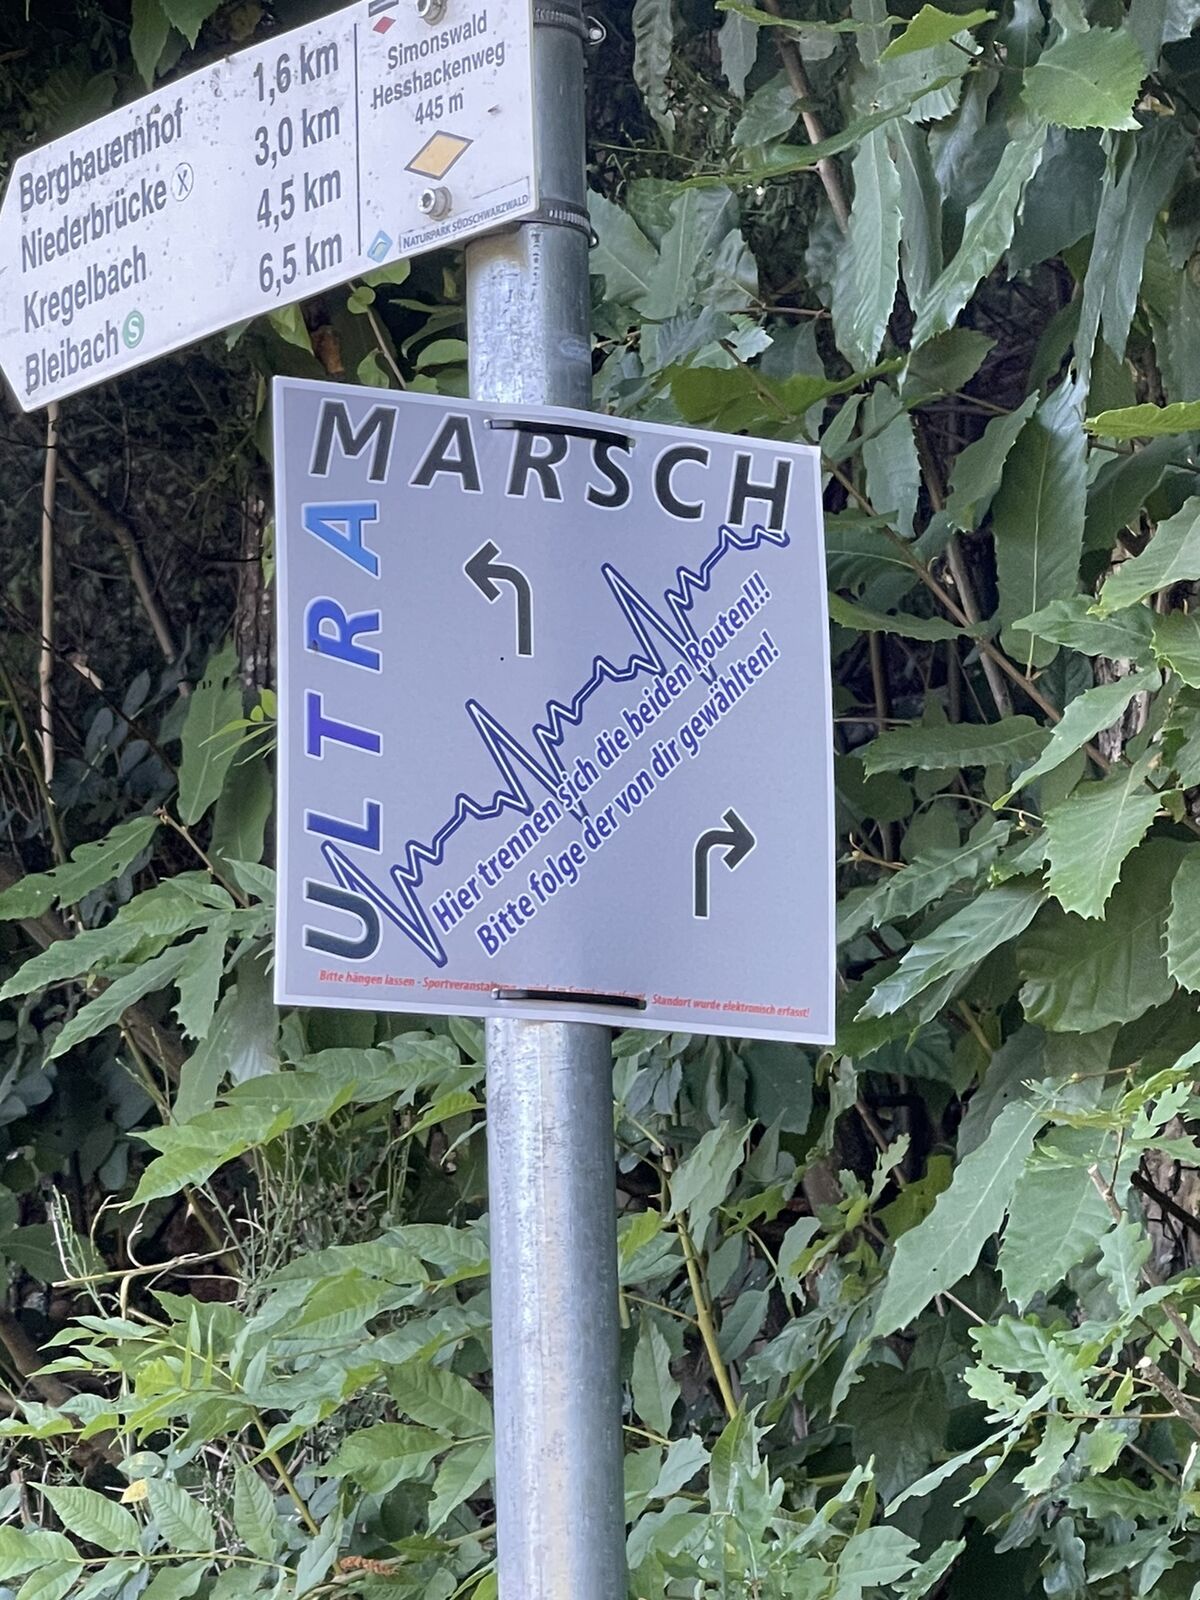 Bergbauernhof 1,6 km
Niederbrücke 3,0 km
Kregelbach 4,5 km
Bleibach S 6,5 km
Simonswald
Hesshackenweg
445 m
NATURPARK SÜDSCHWARZWALD
MARSCH
ULTRA
Hier trennen sich die beiden Routen!!!
Bitte folge der von dir gewählten!
Bitte hängen lassen - Sportveranstaltung Standort wurde elektronisch erfasst!